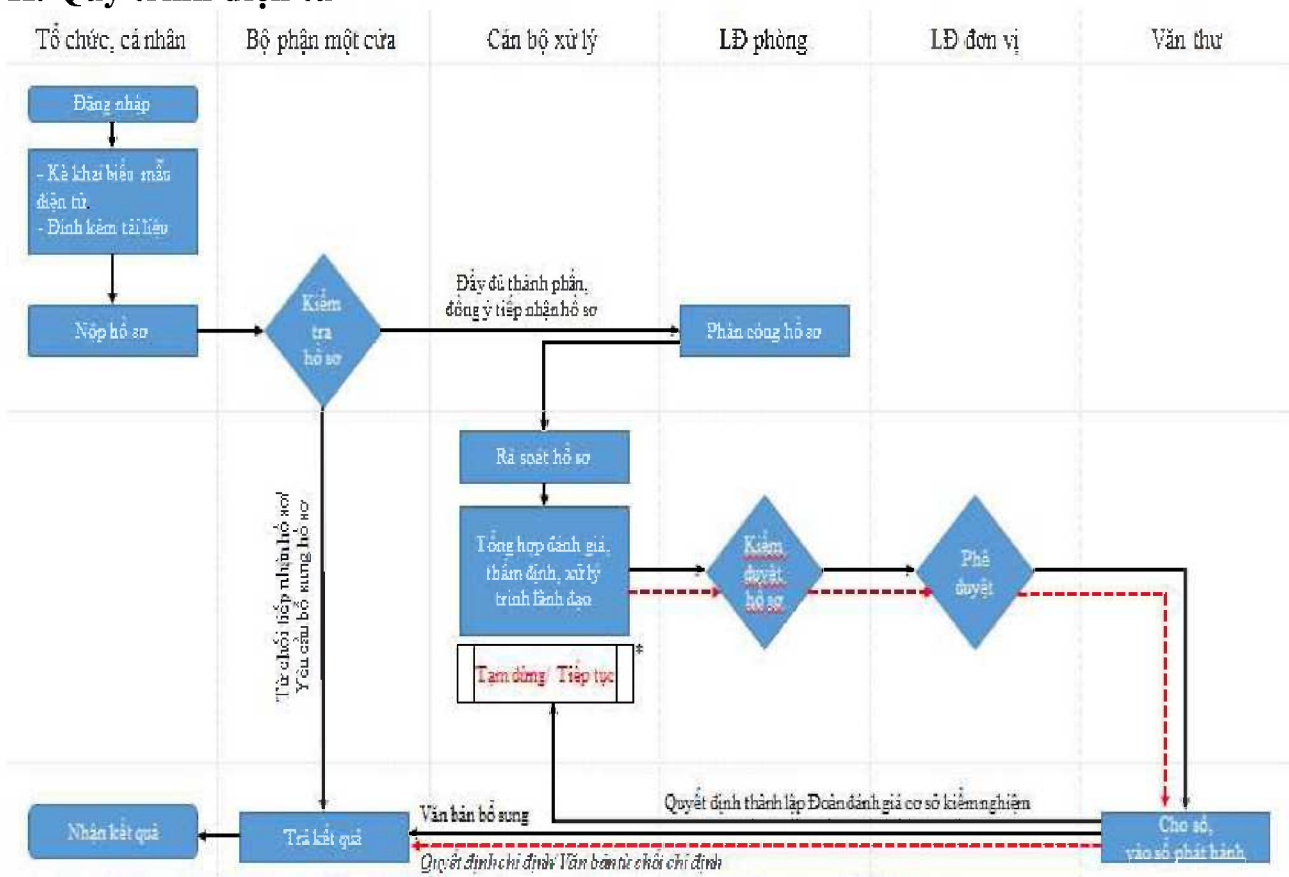 Tổ chức, cá nhân
Bộ phận một cửa
Cán bộ xử lý
LĐ phòng
LĐ đơn vị
Văn thư
Đăng nhập
- Kê khai biểu mẫu
điện tử.
- Đính kèm tài liệu
Nộp hồ sơ
Kiểm
tra
hồ sơ
Đầy đủ thành phần,
đồng ý tiếp nhận hồ sơ
Phân công hồ sơ
Từ chối tiếp nhận hồ sơ/
Yêu cầu bổ sung hồ sơ
Rà soát hồ sơ
Tổng hợp đánh giá,
thẩm định, xử lý
trình lãnh đạo
Kiểm
duyệt
hồ sơ
Phê
duyệt
*
Tạm dừng/ Tiếp tục
Quyết định thành lập Đoàn đánh giá cơ sở kiểm nghiệm
Văn bản bổ sung
Nhận kết quả
Trả kết quả
Cho số,
vào sổ phát hành
Quyết định chỉ định/ Văn bản từ chối chỉ định